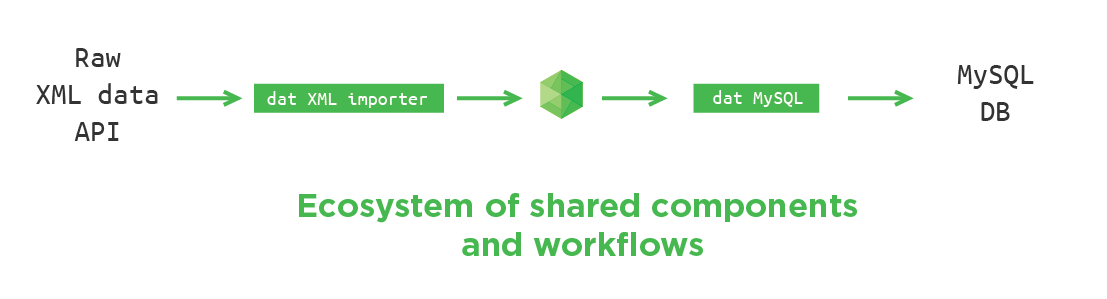 Raw
XML data
API
dat XML importer
dat MySQL
MySQL
DB
Ecosystem of shared components
and workflows